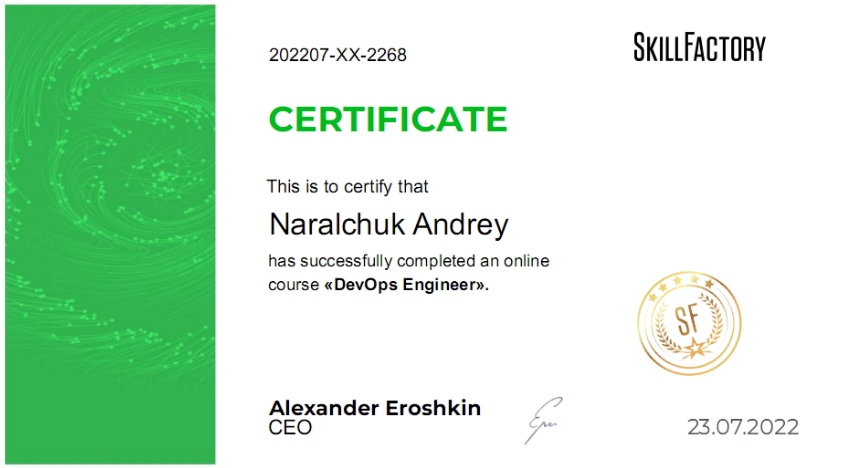 202207-XX-2268
SKILLFACTORY
CERTIFICATE
This is to certify that
Naralchuk Andrey
has successfully completed an online
course «DevOps Engineer».
SF
Alexander Eroshkin
CEO
23.07.2022